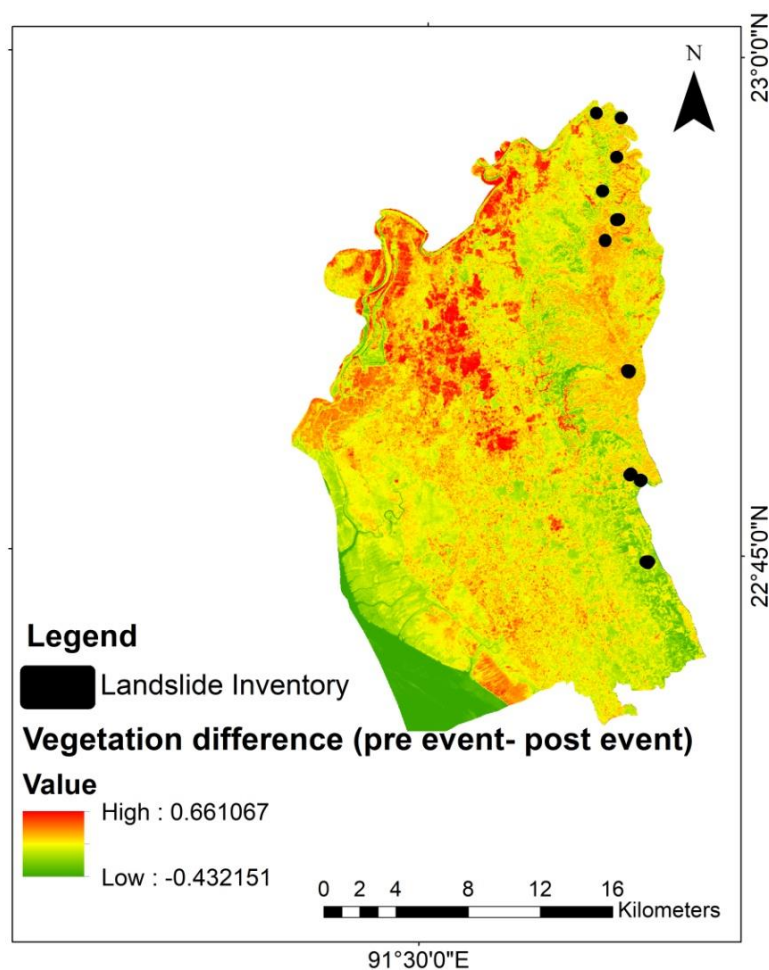 N
23°0'0"N
22°45'0"N
Legend
Landslide Inventory
Vegetation difference (pre event- post event)
Value
High : 0.661067
Low : -0.432151
0 2 4 8 12 16
Kilometers
91°30'0"E